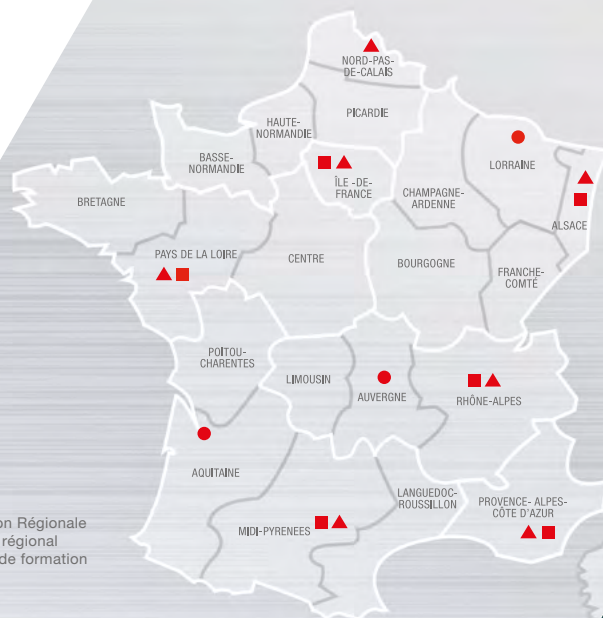 NORD-PAS-
DE-CALAIS
PICARDIE
HAUTE-
NORMANDIE
BASSE-
NORMANDIE
ÎLE -DE-
FRANCE
LORRAINE
CHAMPAGNE-
ARDENNE
ALSACE
BRETAGNE
PAYS DE LA LOIRE
CENTRE
BOURGOGNE
FRANCHE-
COMTÉ
POITOU-
CHARENTES
LIMOUSIN
AUVERGNE
RHÔNE-ALPES
AQUITAINE
LANGUEDOC-
ROUSSILLON
PROVENCE- ALPES-
CÔTE D'AZUR
MIDI-PYRENEES
Régionale
régional
de formation